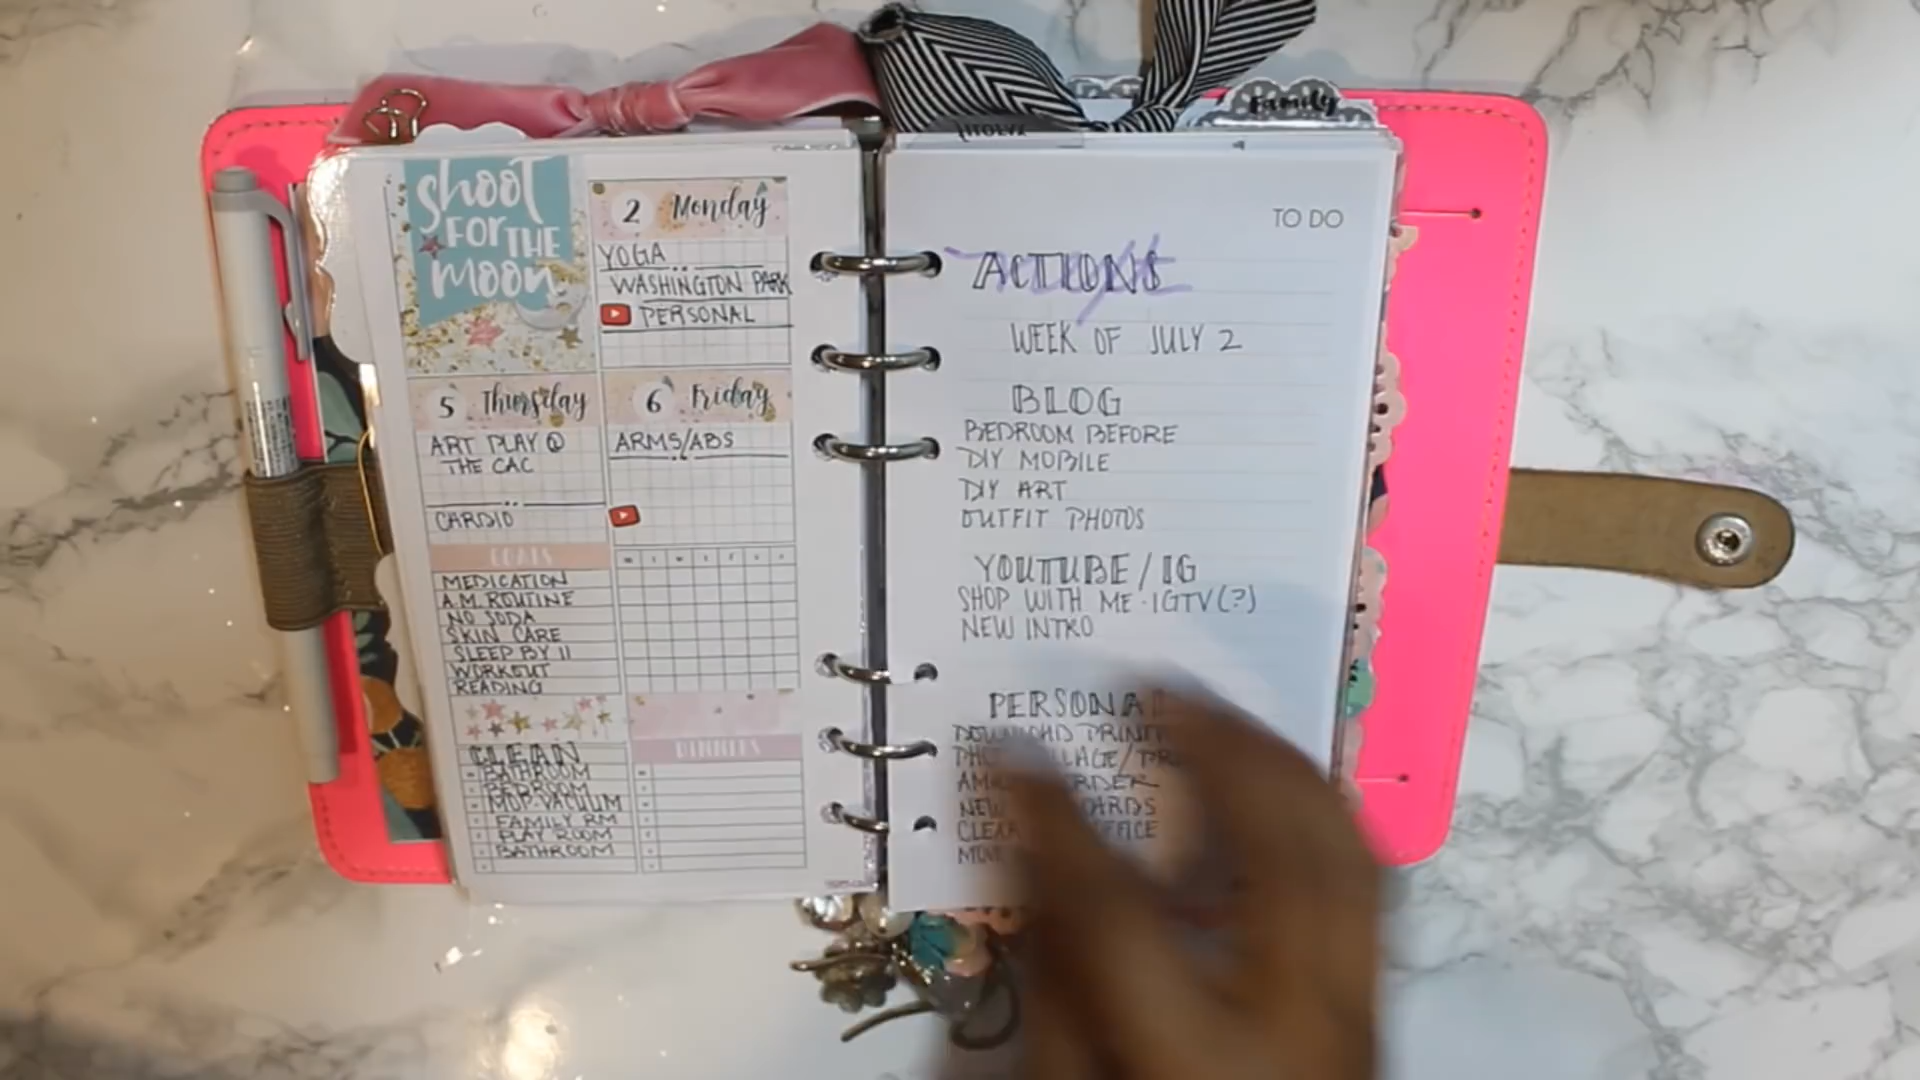 Family
shoot
FOR THE
moon
2 Monday
YOGA
WASHINGTON PARK
PERSONAL
5 Thursday
ART PLAY @
THE CAC
CARDIO
6 Friday
ARMS/ABS
GOALS
MEDICATION
A.M. ROUTINE
NO SODA
SKIN CARE
SLEEP BY 11
WORKOUT
READING
CLEAN
BATHROOM
BEDROOM
MOP-VACUUM
FAMILY RM
PLAY ROOM
BATHROOM
DINNERS
TO DO
ACTIONS
WEEK OF JULY 2
BLOG
BEDROOM BEFORE
DIY MOBILE
DIY ART
OUTFIT PHOTOS
YOUTUBE/IG
SHOP WITH ME-IGTV(?)
NEW INTRO
PERSONAL
DOWNLOAD
NEW